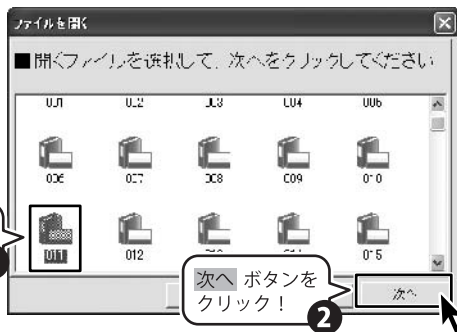 ファイルを開く
■開くファイルを選択して、次へをクリックしてください
001 002 003 004 005
006 007 008 009 010
011 012 015
次へ ボタンを
クリック！
2
次へ